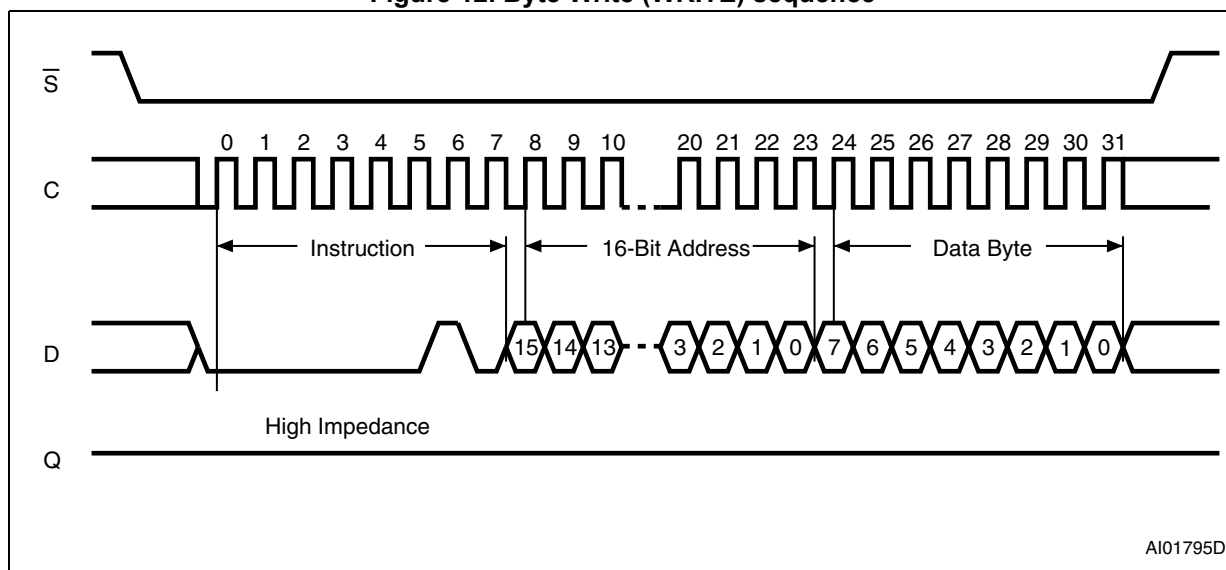 Figure 12. Byte Write (WRITE) sequence
S
0 1 2 3 4 5 6 7 8 9 10 20 21 22 23 24 25 26 27 28 29 30 31
C
Instruction 16-Bit Address Data Byte
D
15 14 13 3 2 1 0 7 6 5 4 3 2 1 0
High Impedance
Q
AI01795D